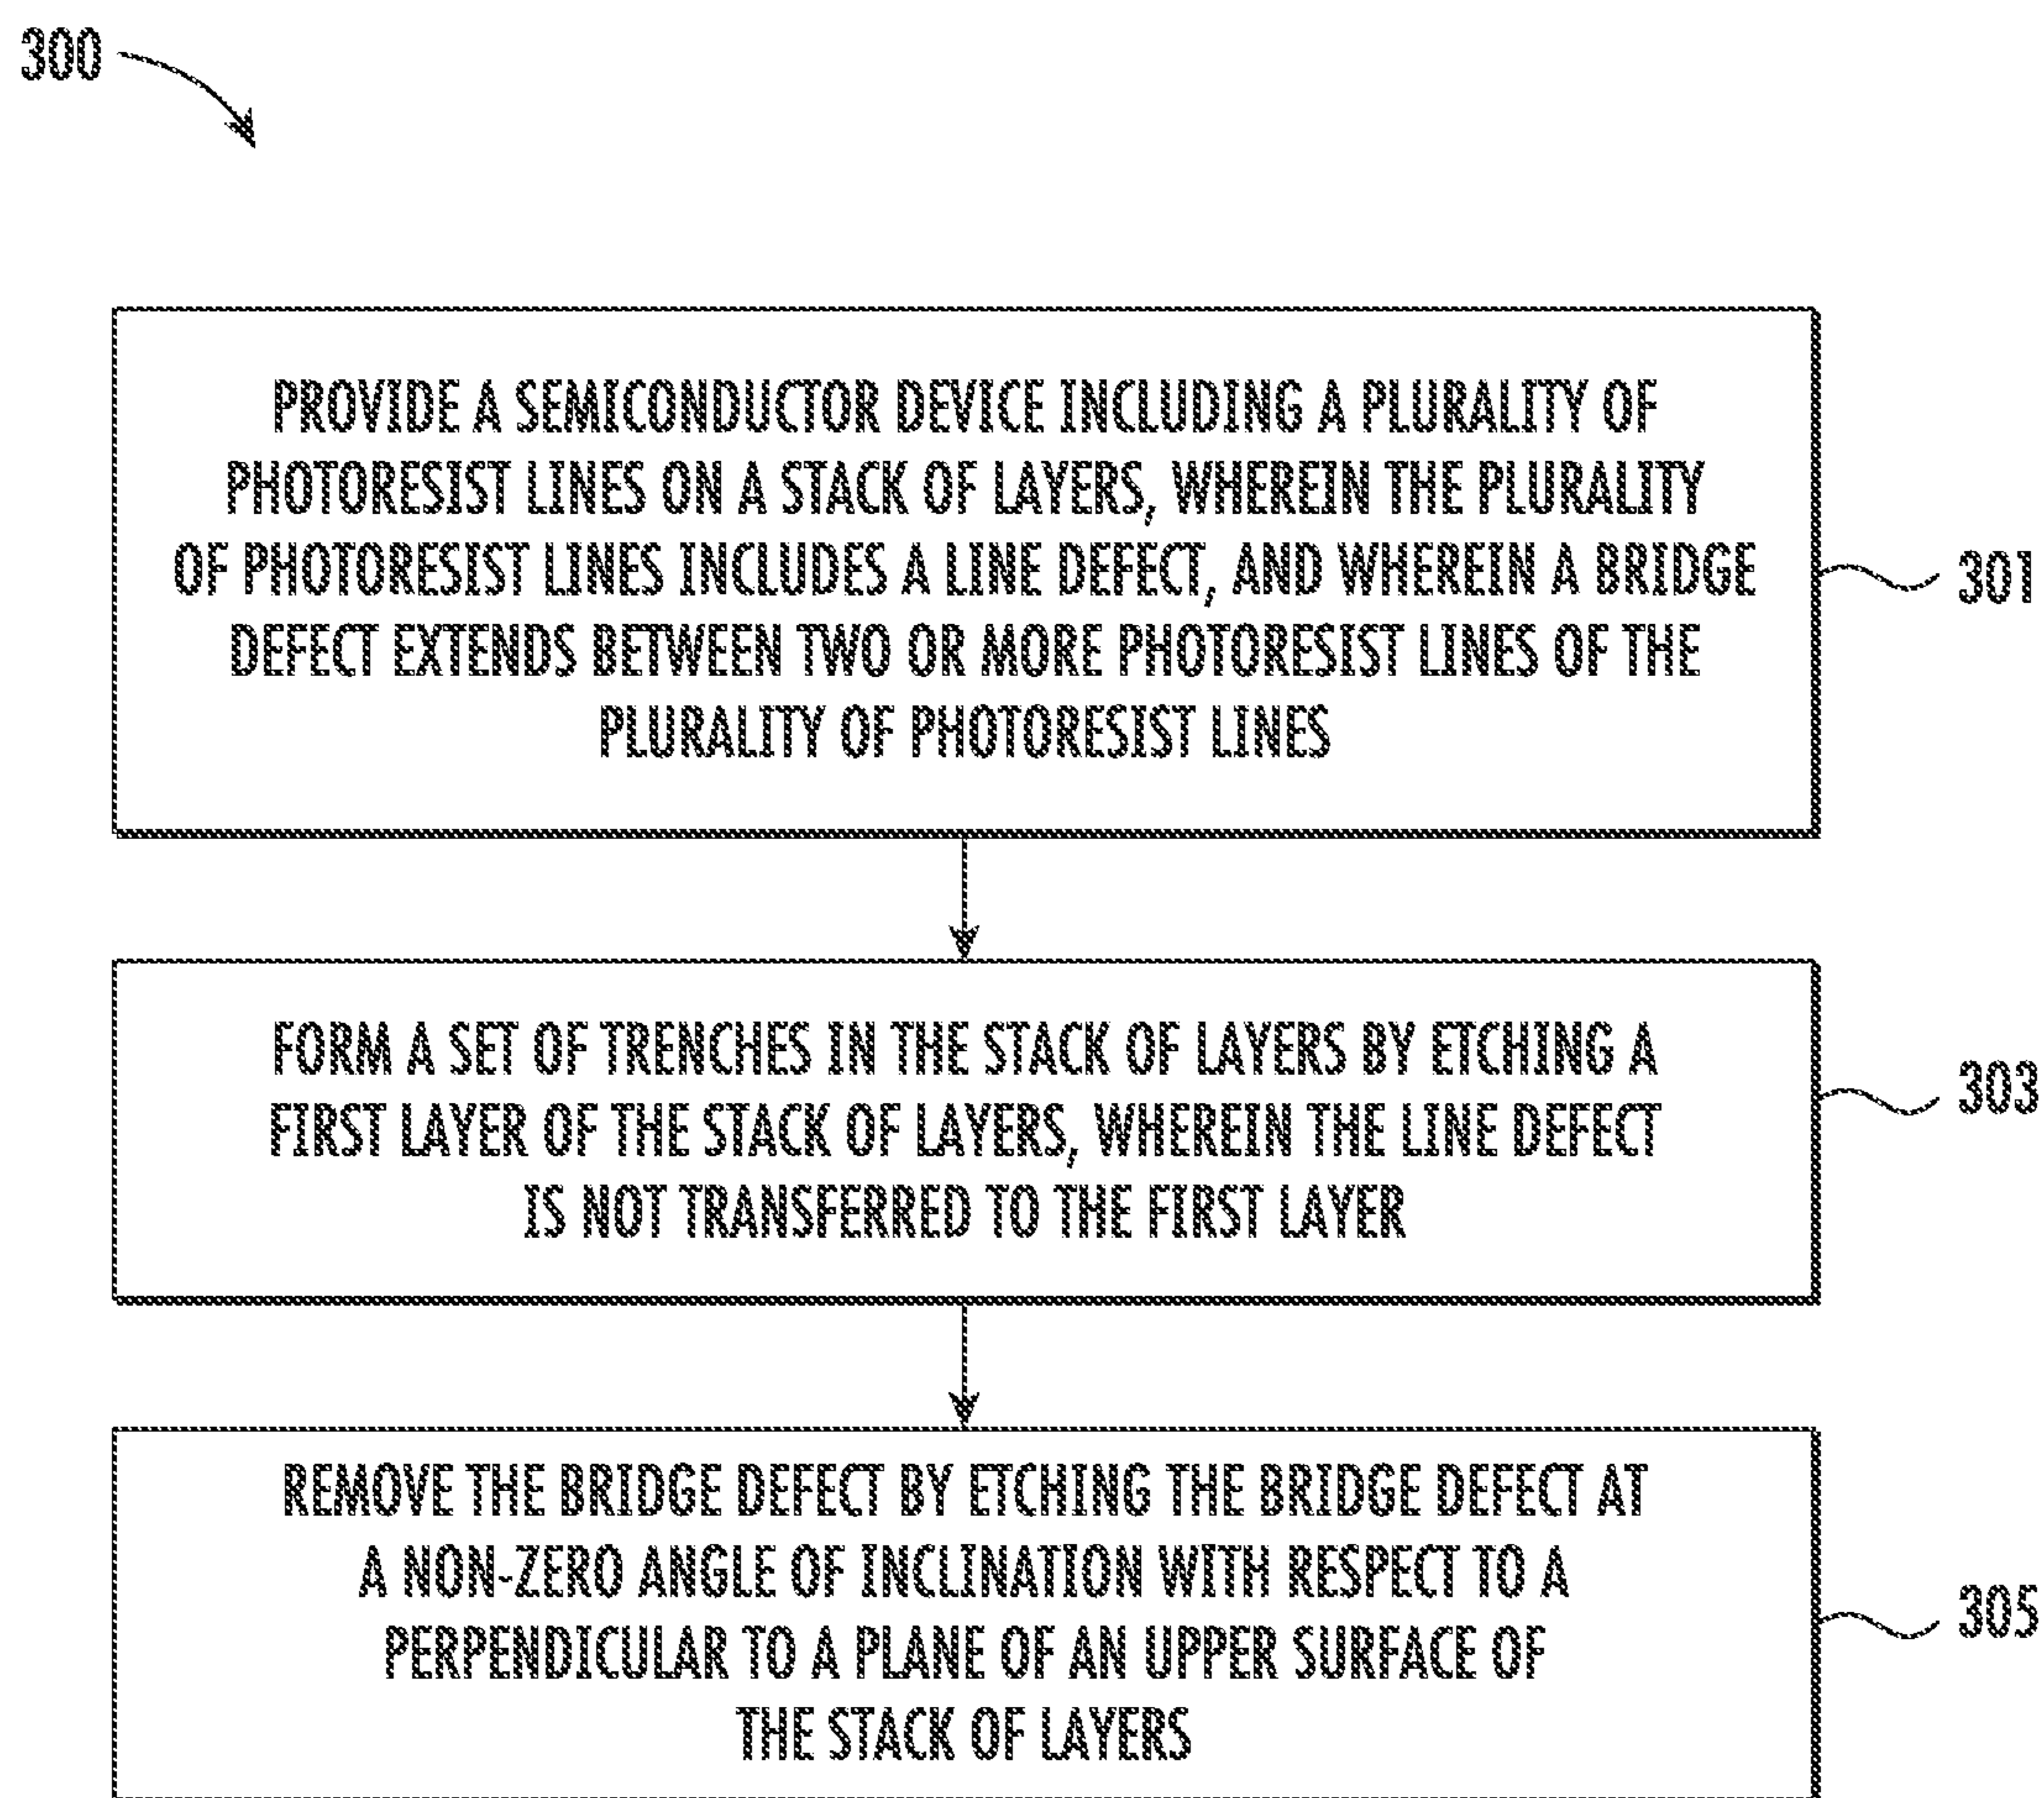 300
PROVIDE A SEMICONDUCTOR DEVICE INCLUDING A PLURALITY OF
PHOTORESIST LINES ON A STACK OF LAYERS, WHEREIN THE PLURALITY
OF PHOTORESIST LINES INCLUDES A LINE DEFECT, AND WHEREIN A BRIDGE
DEFECT EXTENDS BETWEEN TWO OR MORE PHOTORESIST LINES OF THE
PLURALITY OF PHOTORESIST LINES
301
FORM A SET OF TRENCHES IN THE STACK OF LAYERS BY ETCHING A
FIRST LAYER OF THE STACK OF LAYERS, WHEREIN THE LINE DEFECT
IS NOT TRANSFERRED TO THE FIRST LAYER
303
REMOVE THE BRIDGE DEFECT BY ETCHING THE BRIDGE DEFECT AT
A NON-ZERO ANGLE OF INCLINATION WITH RESPECT TO A
PERPENDICULAR TO A PLANE OF AN UPPER SURFACE OF
THE STACK OF LAYERS
305